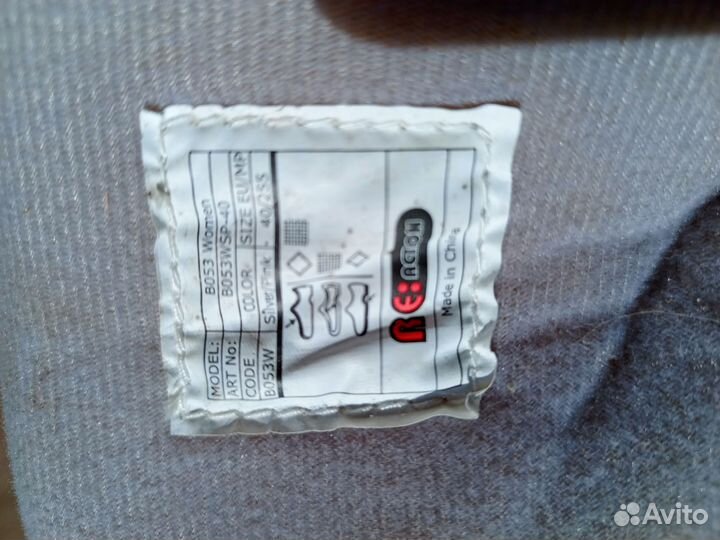 MODEL: B053 Women
ART No: B053WSP-40
CODE COLOR SIZE EU/MP
B053W Silver/Pink 40/255
RE:ACTION
Made in China
Avito